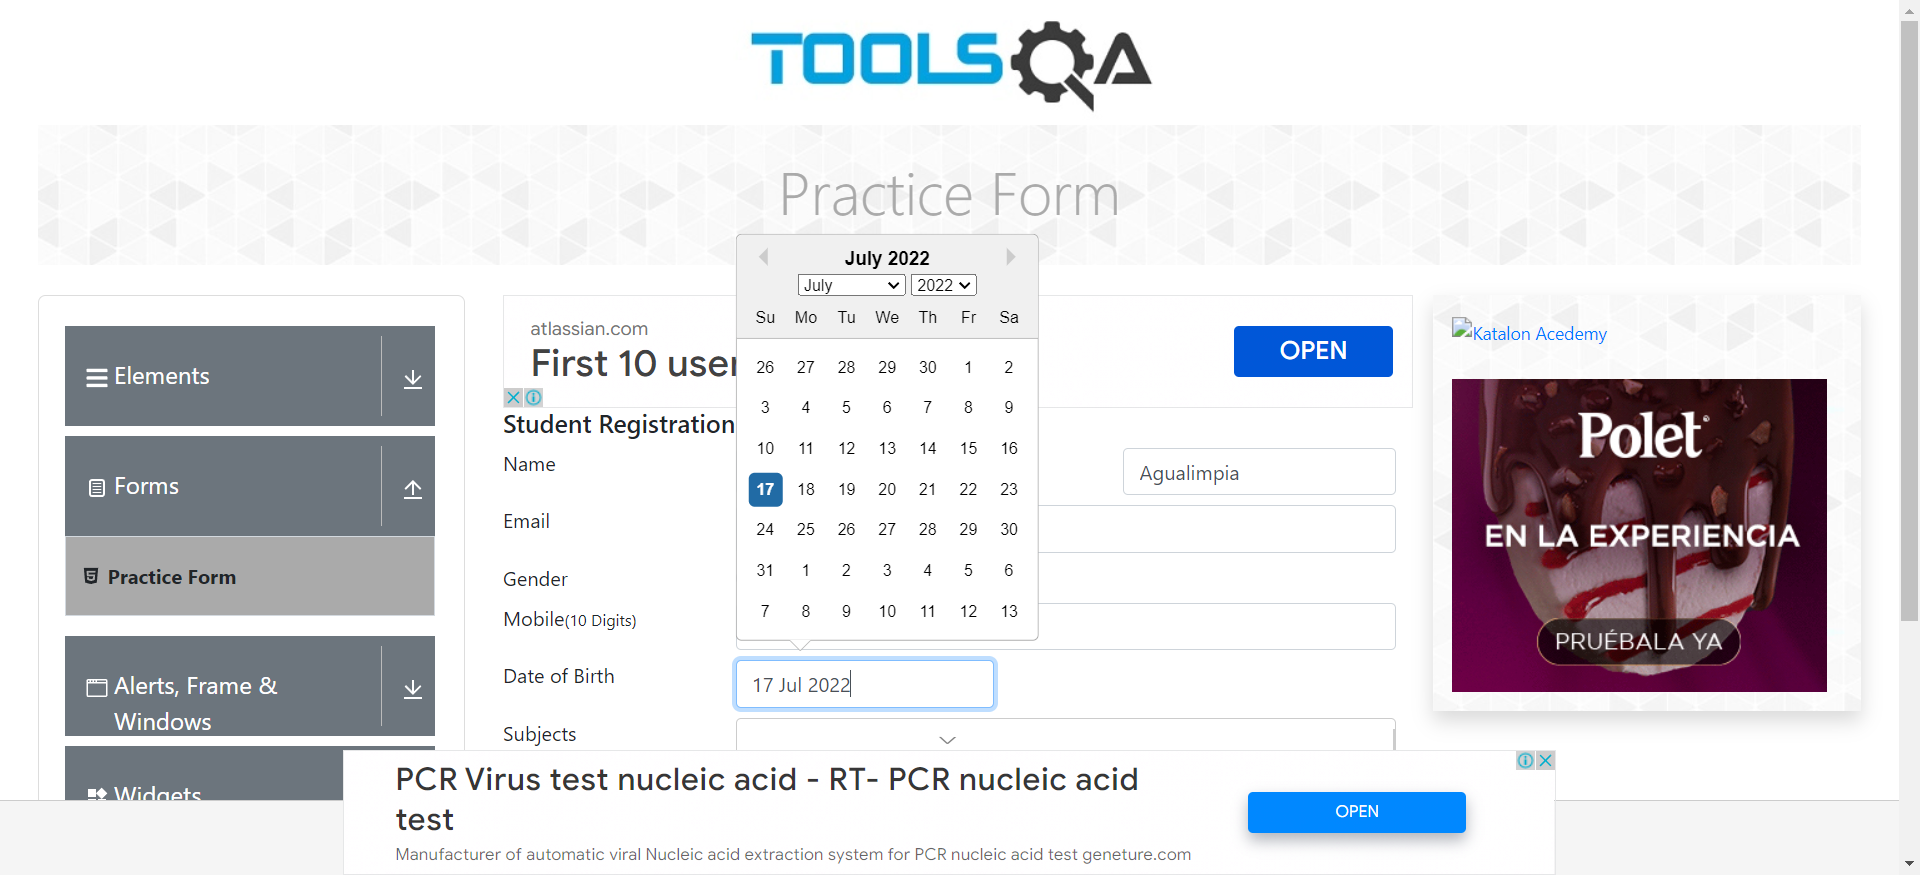 TOOLSQA
Practice Form
July 2022
July 2022
Su Mo Tu We Th Fr Sa
26 27 28 29 30 1 2
3 4 5 6 7 8 9
10 11 12 13 14 15 16
17 18 19 20 21 22 23
24 25 26 27 28 29 30
31 1 2 3 4 5 6
7 8 9 10 11 12 13
Elements
Forms
Practice Form
Alerts, Frame &
Windows
Widgets
atlassian.com
First 10 user
OPEN
Student Registration
Name
Agualimpia
Email
Gender
Mobile(10 Digits)
Date of Birth
17 Jul 2022
Subjects
Katalon Acedemy
Polet
EN LA EXPERIENCIA
PRUÉBALA YA
PCR Virus test nucleic acid - RT- PCR nucleic acid
test
Manufacturer of automatic viral Nucleic acid extraction system for PCR nucleic acid test geneture.com
OPEN